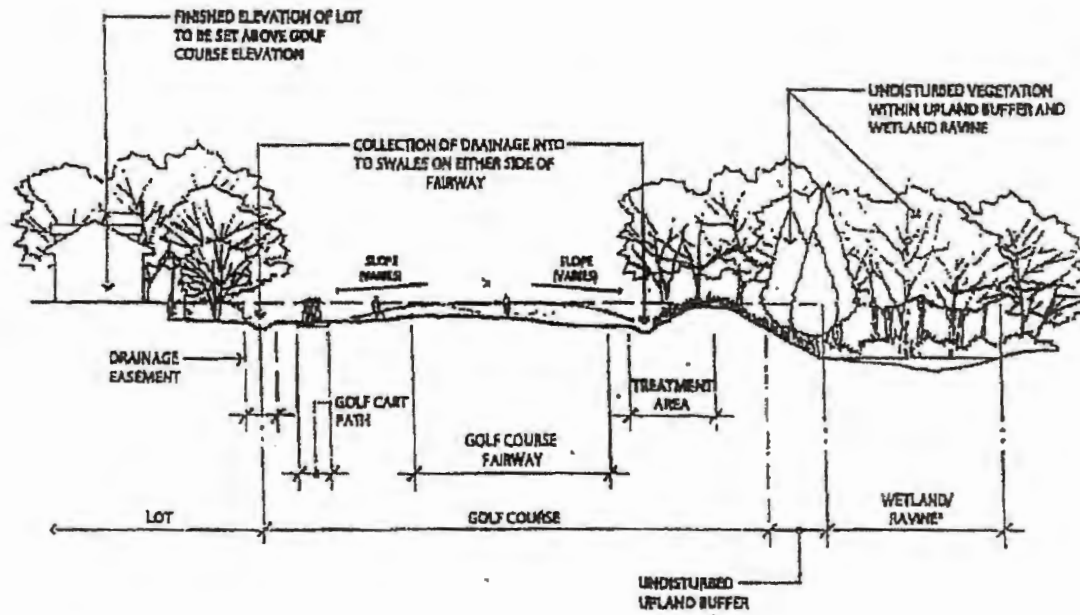 FINISHED ELEVATION OF LOT
TO BE SET ABOVE GOLF
COURSE ELEVATION
UNDISTURBED VEGETATION
WITHIN UPLAND BUFFER AND
WETLAND RAVINE
COLLECTION OF DRAINAGE INTO
TO SWALES ON EITHER SIDE OF
FAIRWAY
SLOPE
(VARIES)
SLOPE
(VARIES)
DRAINAGE
EASEMENT
GOLF CART
PATH
GOLF COURSE
FAIRWAY
TREATMENT
AREA
LOT
GOLF COURSE
WETLAND/
RAVINE*
UNDISTURBED
UPLAND BUFFER